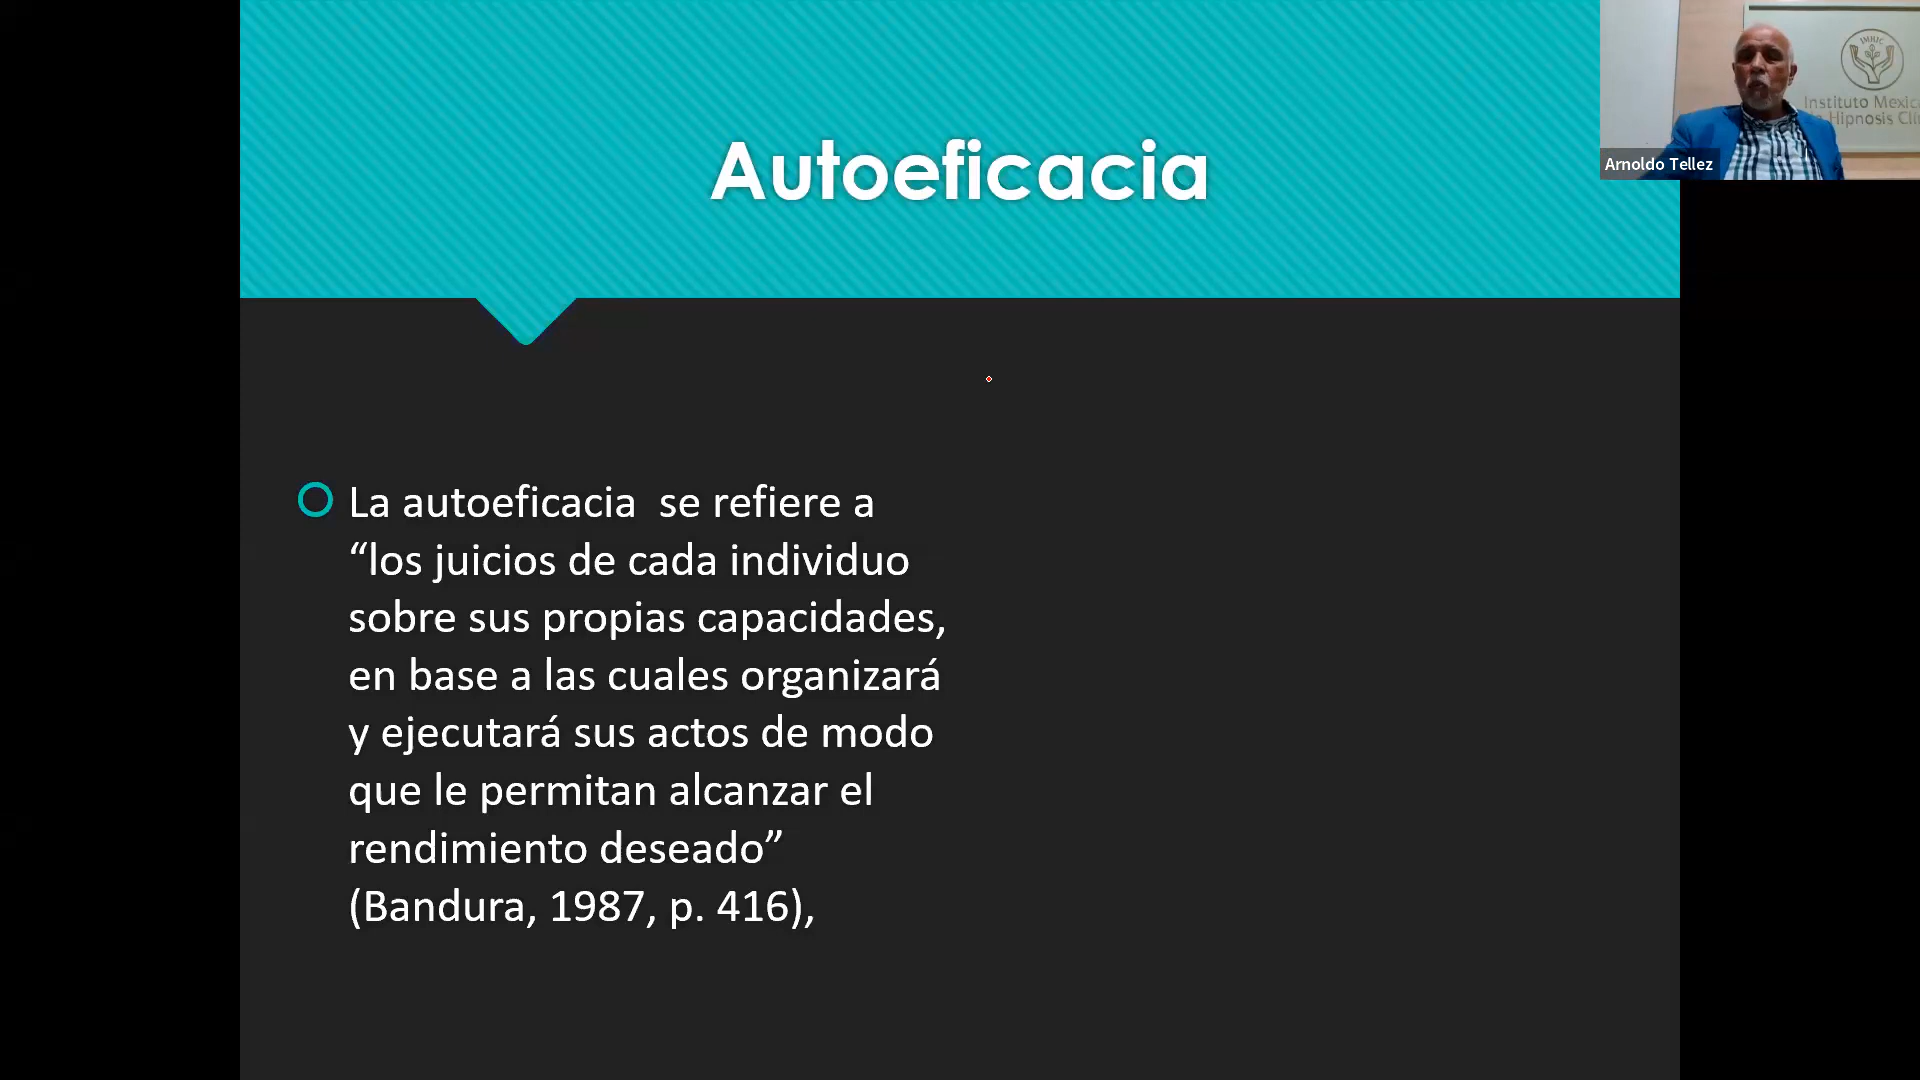 Autoeficacia
IMHIC
Instituto Mexic
Hipnosis Clí
Arnoldo Tellez
La autoeficacia se refiere a
“los juicios de cada individuo
sobre sus propias capacidades,
en base a las cuales organizará
y ejecutará sus actos de modo
que le permitan alcanzar el
rendimiento deseado”
(Bandura, 1987, p. 416),